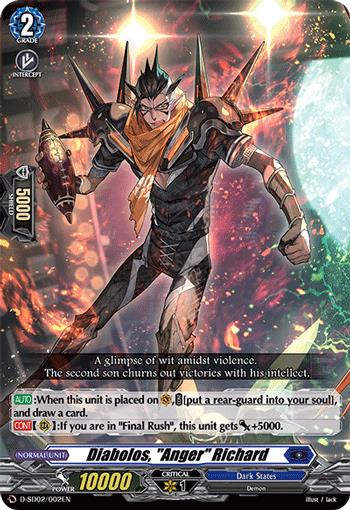 2
GRADE
INTERCEPT
5000
SHIELD
A glimpse of wit amidst violence.
The second son churns out victories with his intellect.
AUTO:When this unit is placed on , [put a rear-guard into your soul],
and draw a card.
CONT []:If you are in "Final Rush", this unit gets +5000.
NORMAL UNIT
Diabolos, "Anger" Richard
POWER 10000
CRITICAL
1
Dark States
Demon
D-SD02/002EN
illust / lack